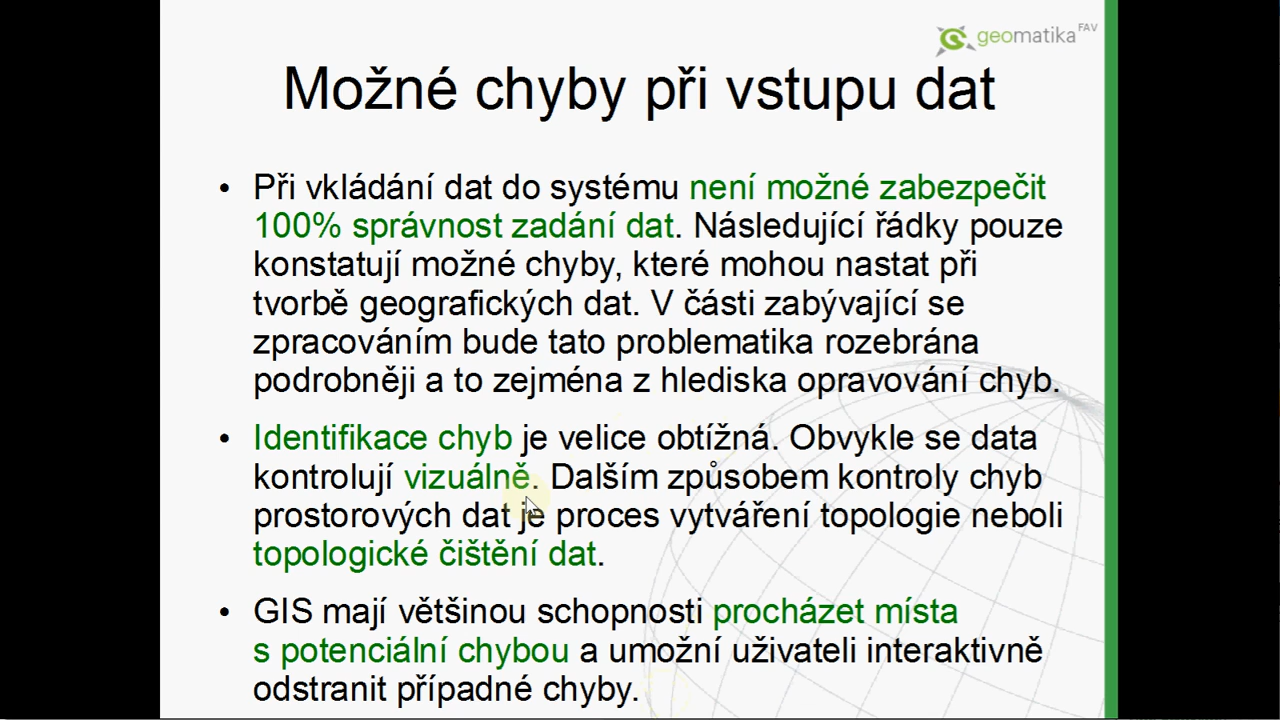 geomatika FAV
Možné chyby při vstupu dat
• Při vkládání dat do systému není možné zabezpečit
100% správnost zadání dat. Následující řádky pouze
konstatují možné chyby, které mohou nastat při
tvorbě geografických dat. V části zabývající se
zpracováním bude tato problematika rozebrána
podrobněji a to zejména z hlediska opravování chyb.
• Identifikace chyb je velice obtížná. Obvykle se data
kontrolují vizuálně. Dalším způsobem kontroly chyb
prostorových dat je proces vytváření topologie neboli
topologické čištění dat.
• GIS mají většinou schopnosti procházet místa
s potenciální chybou a umožní uživateli interaktivně
odstranit případné chyby.